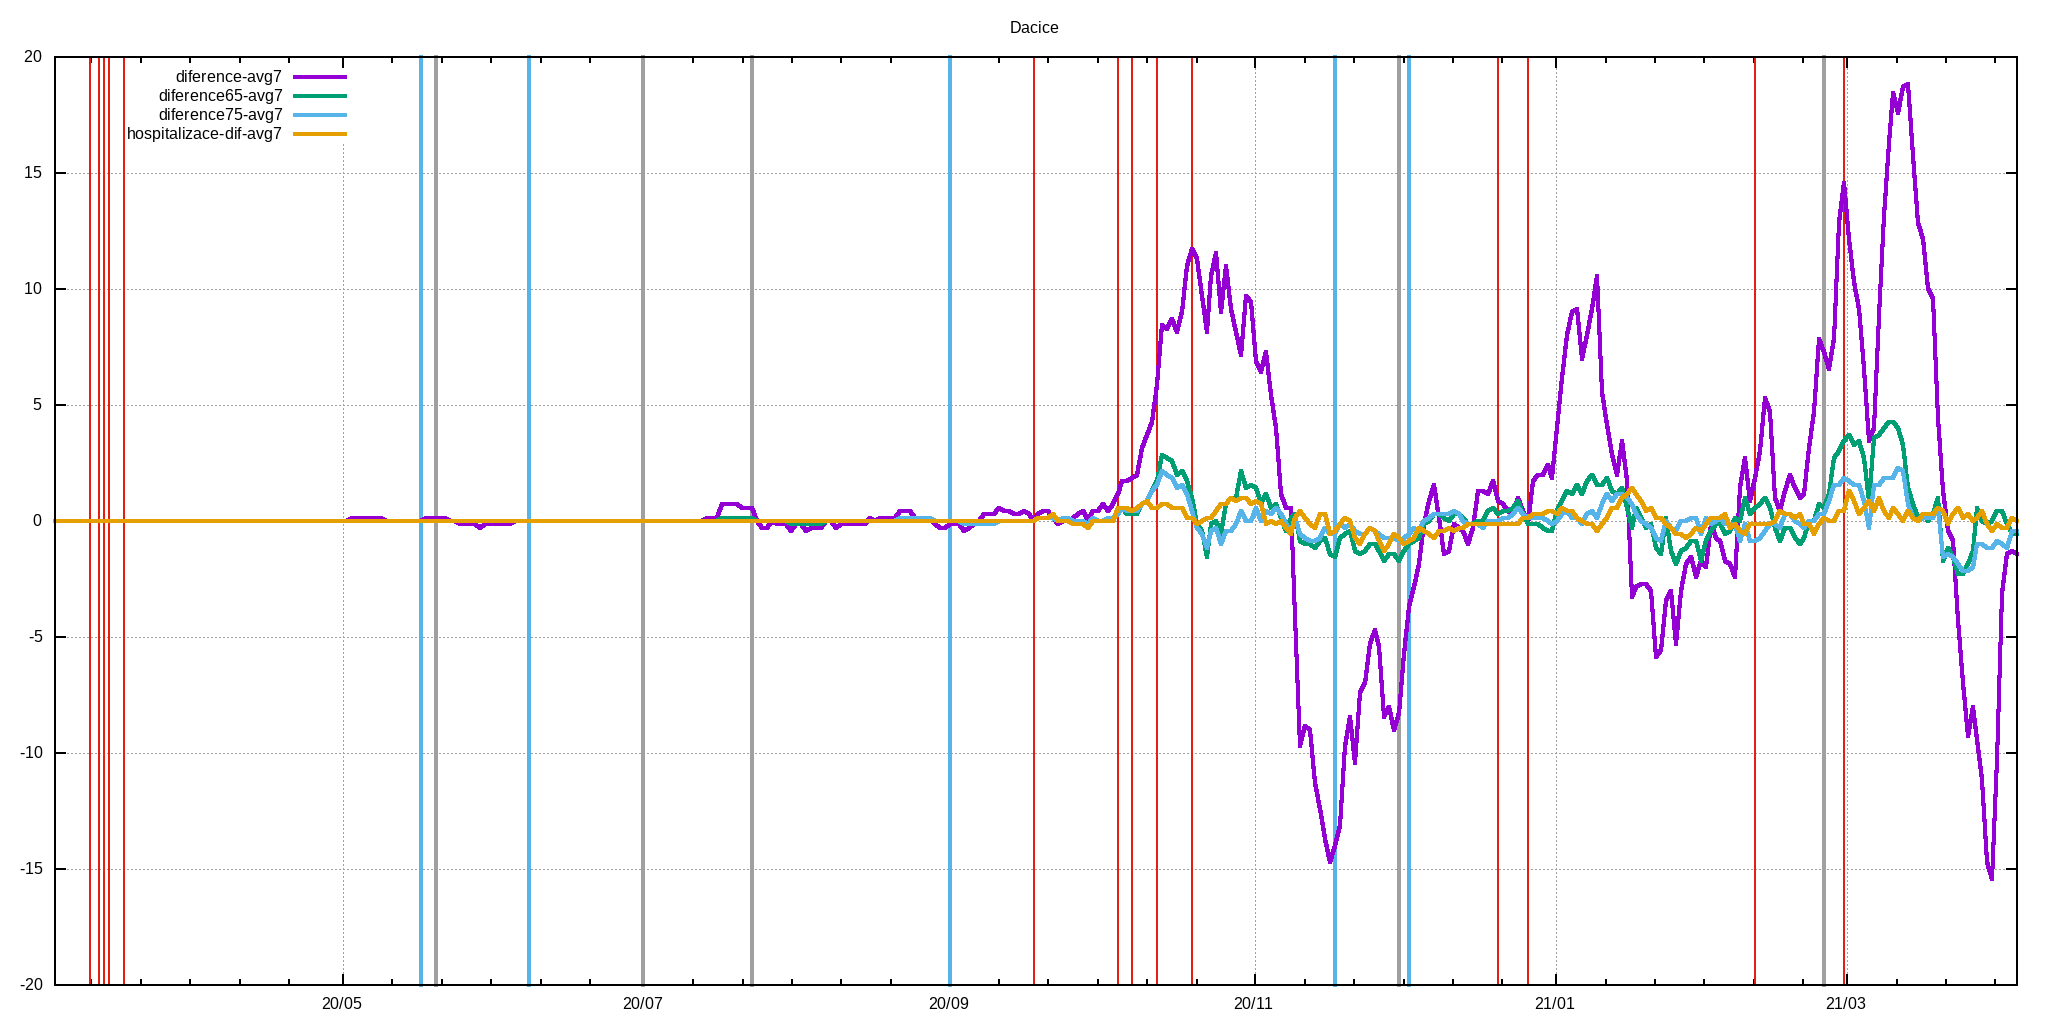 Dacice
diference-avg7
diference65-avg7
diference75-avg7
hospitalizace-dif-avg7
20
15
10
5
0
-5
-10
-15
-20
20/05 20/07 20/09 20/11 21/01 21/03